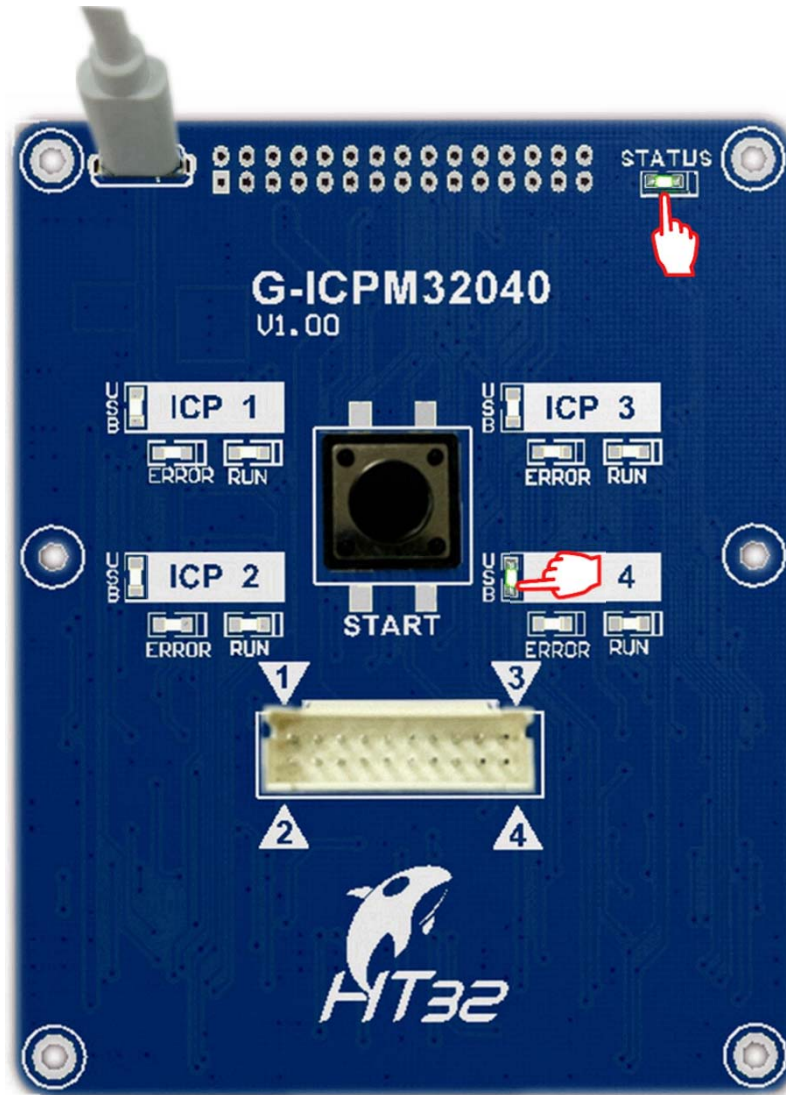 STATUS
G-ICPM32040
V1.00
USB
ICP 1
ERROR RUN
USB
ICP 3
ERROR RUN
USB
ICP 2
ERROR RUN
USB
4
ERROR RUN
START
1
3
2
4
HT32